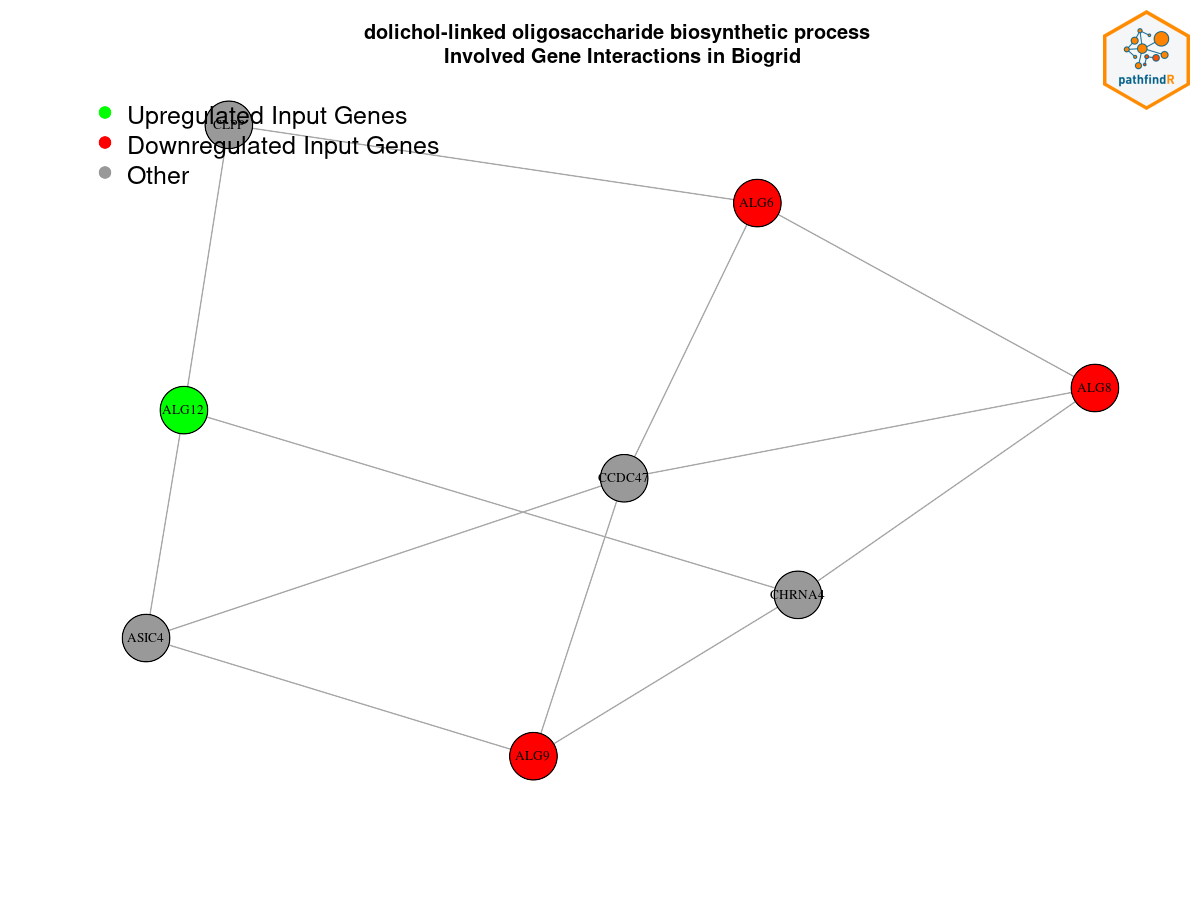 dolichol-linked oligosaccharide biosynthetic process
Involved Gene Interactions in Biogrid
pathfindR
Upregulated Input Genes
CLPP
Downregulated Input Genes
Other
ALG6
ALG8
ALG12
CCDC47
CHRNA4
ASIC4
ALG9